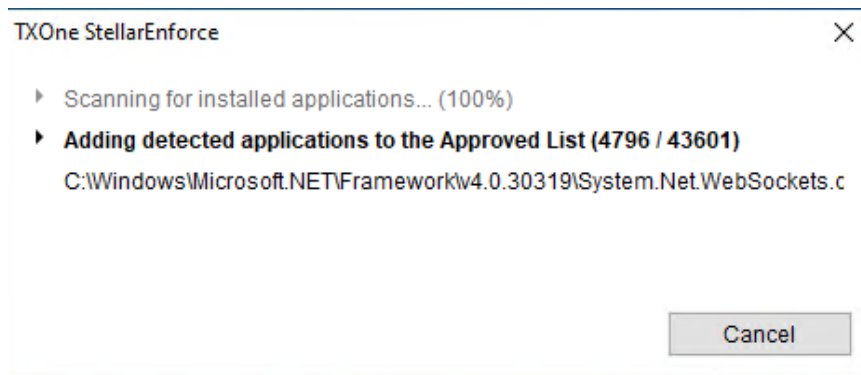 TXOne StellarEnforce
Scanning for installed applications... (100%)
Adding detected applications to the Approved List (4796 / 43601)
C:\Windows\Microsoft.NET\Framework\v4.0.30319\System.Net.WebSockets.c
Cancel